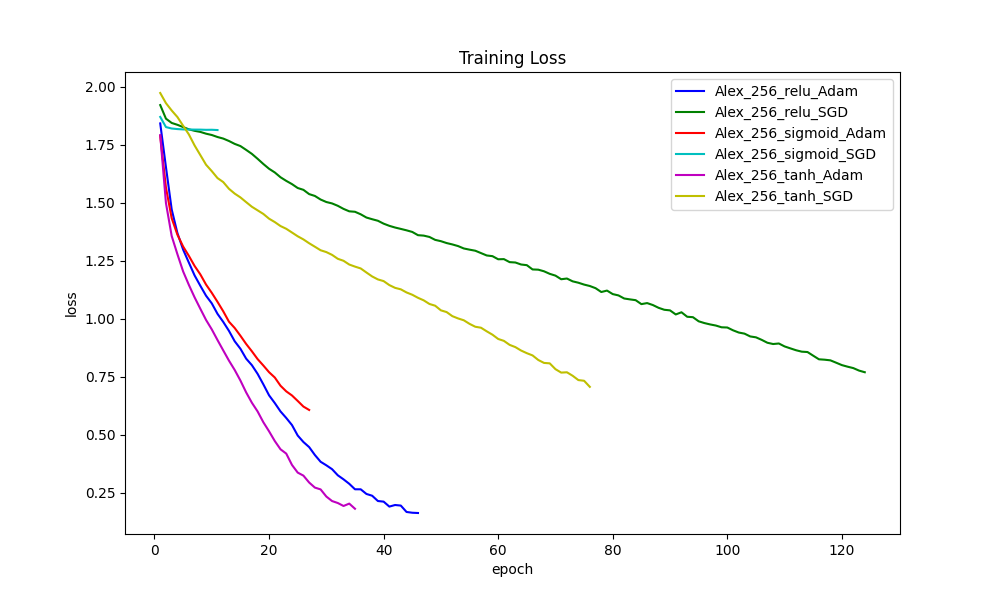 Training Loss
2.00
1.75
1.50
1.25
1.00
0.75
0.50
0.25
loss
Alex_256_relu_Adam
Alex_256_relu_SGD
Alex_256_sigmoid_Adam
Alex_256_sigmoid_SGD
Alex_256_tanh_Adam
Alex_256_tanh_SGD
0 20 40 60 80 100 120
epoch